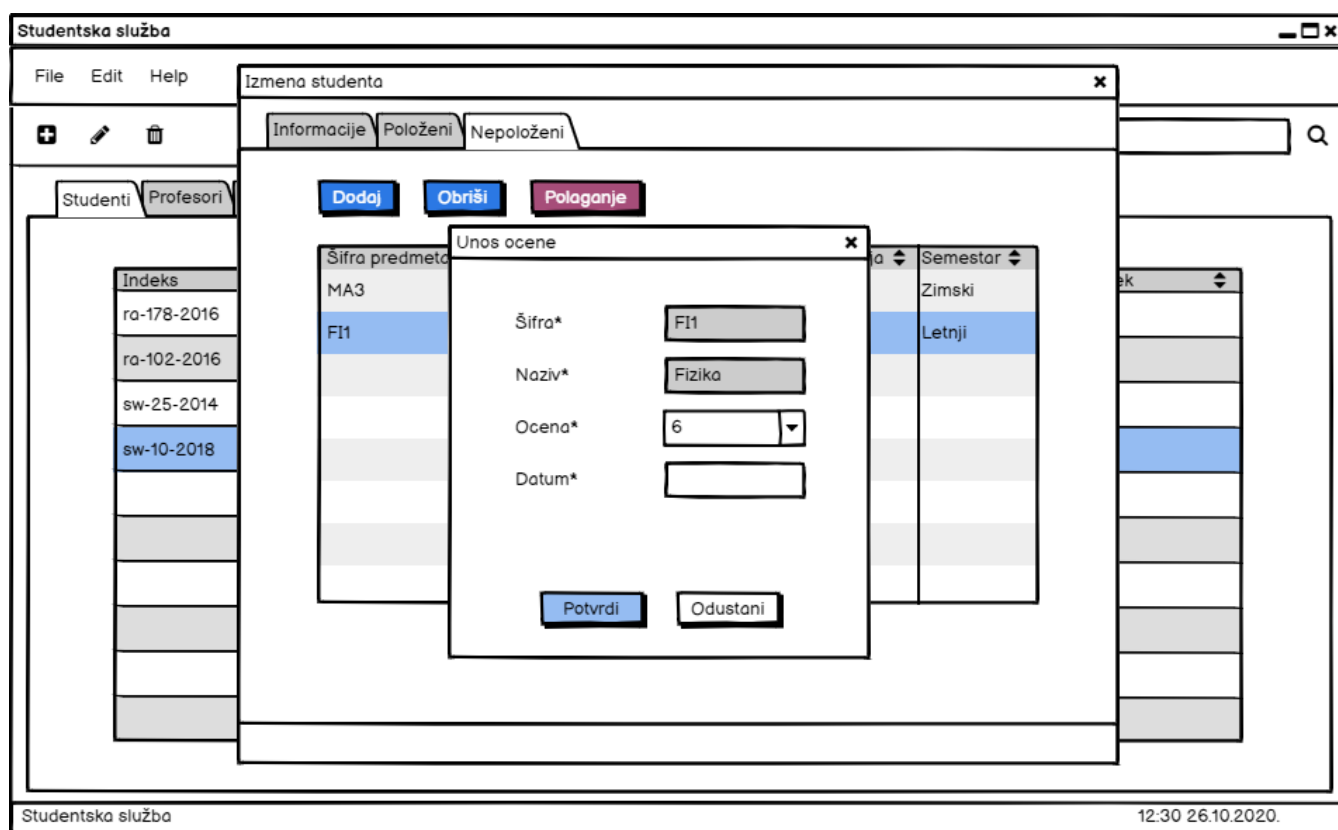 Studentska služba
File Edit Help
Izmena studenta
Informacije Položeni Nepoloženi
Studenti Profesori
Dodaj Obriši Polaganje
Unos ocene
Šifra predmeta Semestar
MA3 Zimski
FI1 Letnji
Indeks
ra-178-2016
ra-102-2016
sw-25-2014
sw-10-2018
Šifra* FI1
Naziv* Fizika
Ocena* 6
Datum*
Potvrdi Odustani
Studentska služba 12:30 26.10.2020.